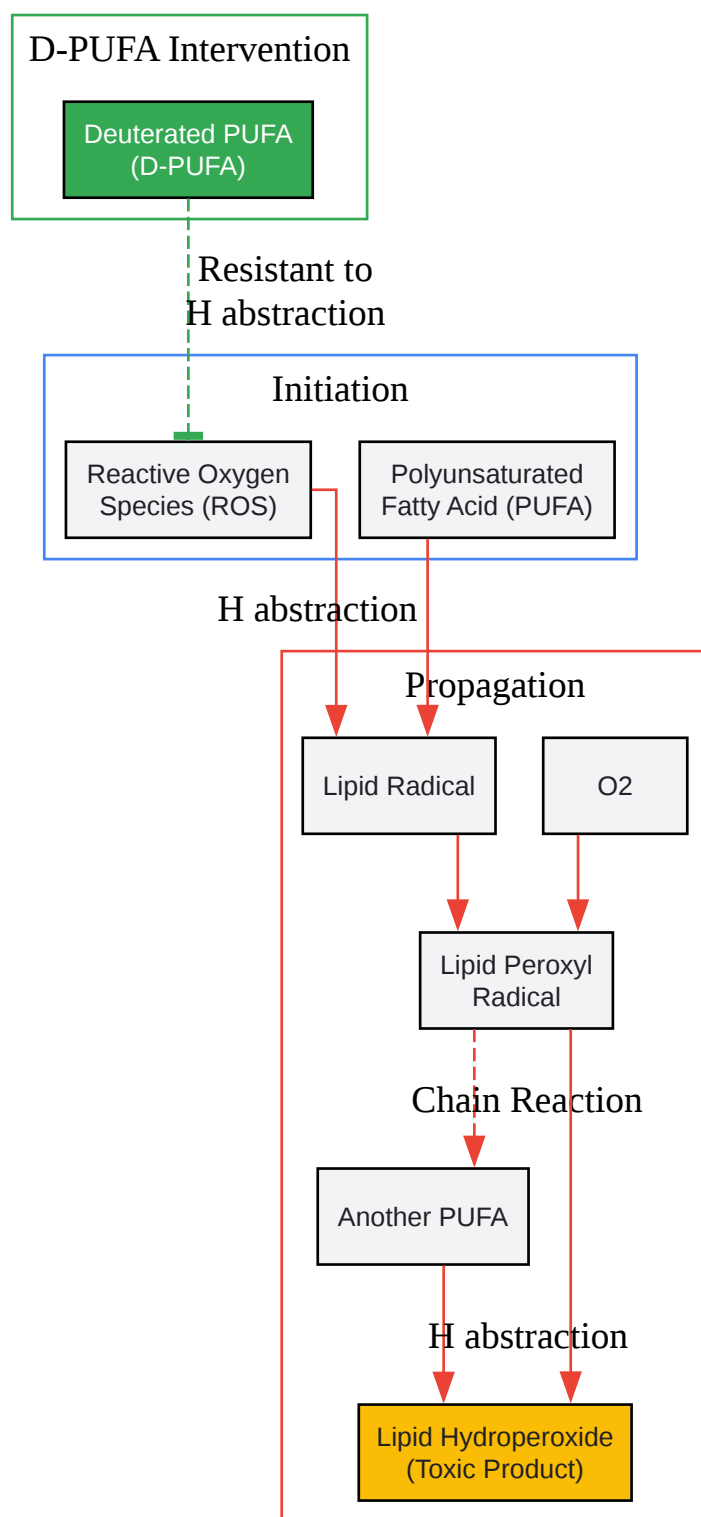 D-PUFA Intervention
Deuterated PUFA
(D-PUFA)
Resistant to
H abstraction
Initiation
Reactive Oxygen
Species (ROS)
Polyunsaturated
Fatty Acid (PUFA)
H abstraction
Propagation
Lipid Radical
O2
Lipid Peroxyl
Radical
Chain Reaction
Another PUFA
H abstraction
Lipid Hydroperoxide
(Toxic Product)